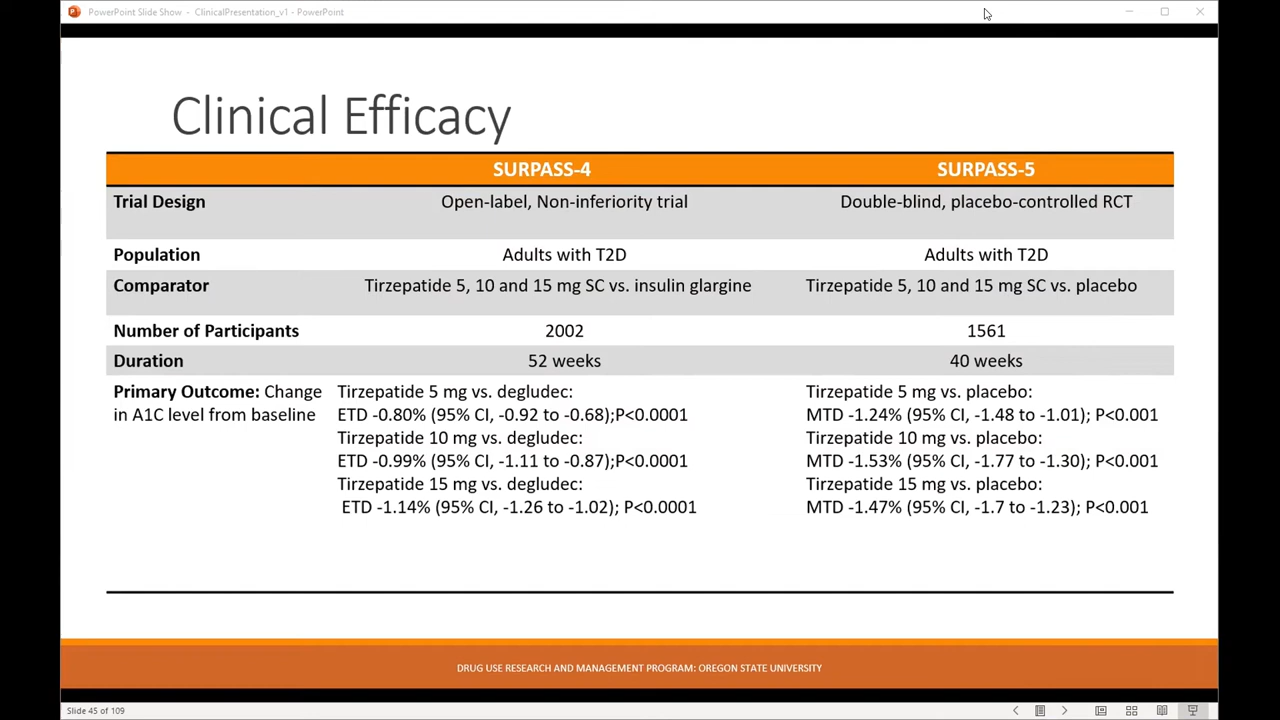 PowerPoint Slide Show - ClinicalPresentation_v1 - PowerPoint
Clinical Efficacy
SURPASS-4 SURPASS-5
Trial Design Open-label, Non-inferiority trial Double-blind, placebo-controlled RCT
Population Adults with T2D Adults with T2D
Comparator Tirzepatide 5, 10 and 15 mg SC vs. insulin glargine Tirzepatide 5, 10 and 15 mg SC vs. placebo
Number of Participants 2002 1561
Duration 52 weeks 40 weeks
Primary Outcome: Change Tirzepatide 5 mg vs. degludec: Tirzepatide 5 mg vs. placebo:
in A1C level from baseline ETD -0.80% (95% CI, -0.92 to -0.68);P<0.0001 MTD -1.24% (95% CI, -1.48 to -1.01); P<0.001
Tirzepatide 10 mg vs. degludec: Tirzepatide 10 mg vs. placebo:
ETD -0.99% (95% CI, -1.11 to -0.87);P<0.0001 MTD -1.53% (95% CI, -1.77 to -1.30); P<0.001
Tirzepatide 15 mg vs. degludec: Tirzepatide 15 mg vs. placebo:
ETD -1.14% (95% CI, -1.26 to -1.02); P<0.0001 MTD -1.47% (95% CI, -1.7 to -1.23); P<0.001
DRUG USE RESEARCH AND MANAGEMENT PROGRAM: OREGON STATE UNIVERSITY
Slide 45 of 109